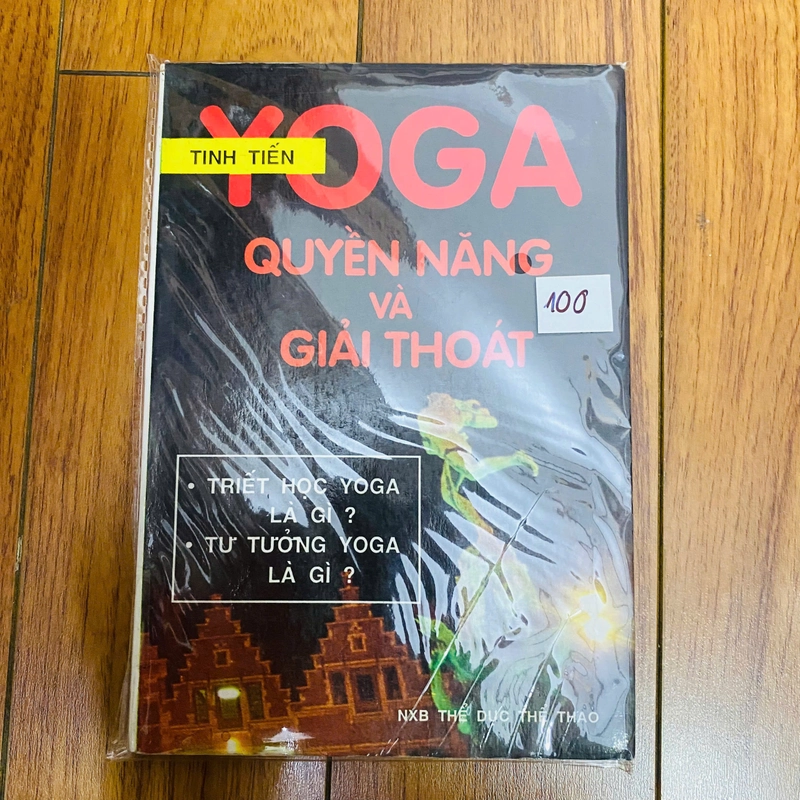 YOGA
TINH TIẾN
QUYỀN NĂNG
VÀ
GIẢI THOÁT
100
• TRIẾT HỌC YOGA
LÀ GÌ ?
• TƯ TƯỞNG YOGA
LÀ GÌ ?
NXB THỂ DỤC THỂ THAO